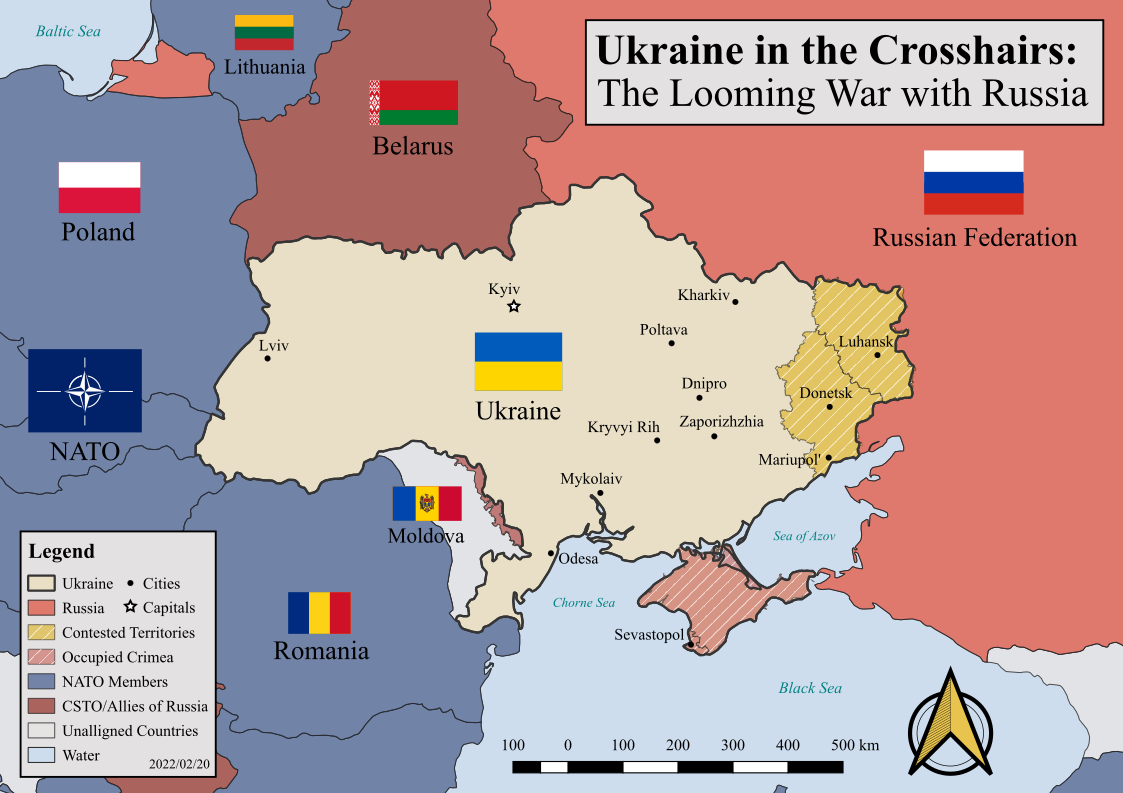 Ukraine in the Crosshairs:
The Looming War with Russia
Baltic Sea
Lithuania
Belarus
Poland
Russian Federation
Kyiv
Kharkiv
Poltava
Lviv
Luhansk
Dnipro
Donetsk
Ukraine
Zaporizhzhia
Kryvyi Rih
NATO
Mariupol'
Mykolaiv
Moldova
Sea of Azov
Odesa
Chorne Sea
Sevastopol
Romania
Black Sea
Legend
Ukraine
Cities
Russia
Capitals
Contested Territories
Occupied Crimea
NATO Members
CSTO/Allies of Russia
Unalligned Countries
Water
2022/02/20
100 0 100 200 300 400 500 km